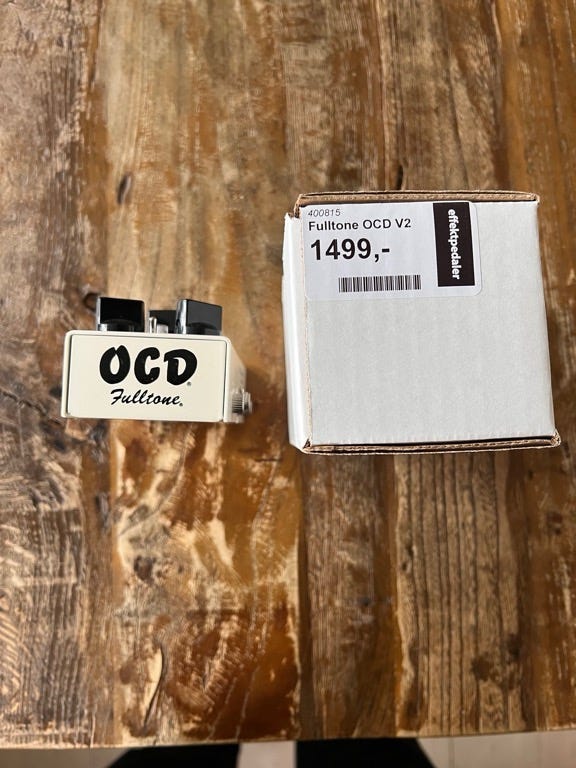 OCD®
Fulltone®
400815
Fulltone OCD V2
1499,-
effektpedaler